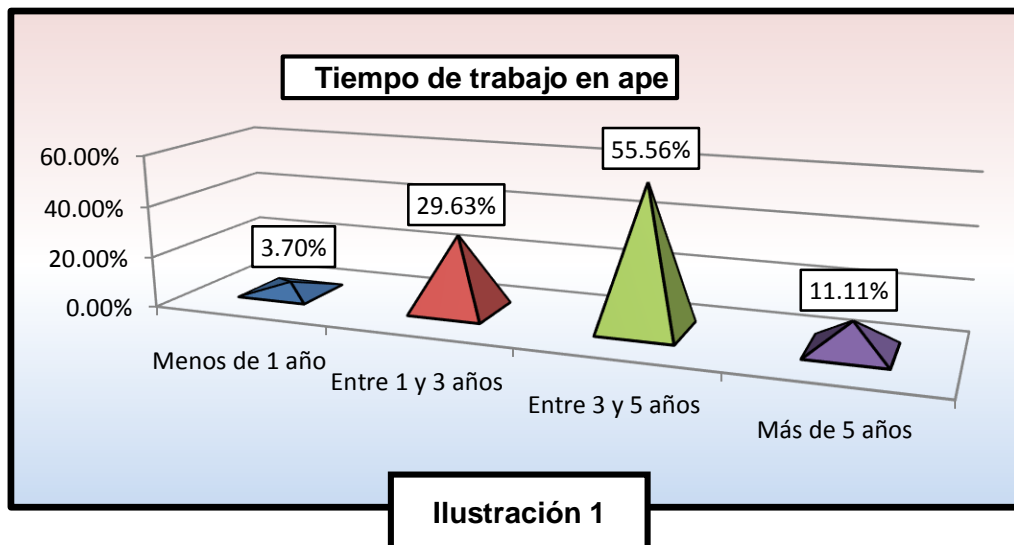 Tiempo de trabajo en ape
60.00%
40.00%
20.00%
0.00%
3.70%
29.63%
55.56%
11.11%
Menos de 1 año
Entre 1 y 3 años
Entre 3 y 5 años
Más de 5 años
Ilustración 1